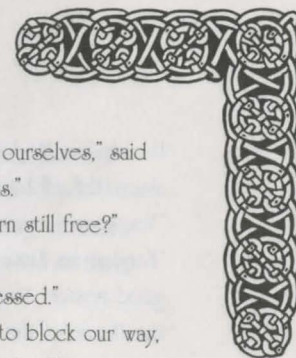 ourselves,” said
s.”
rn still free?”
essed.”
to block our way,